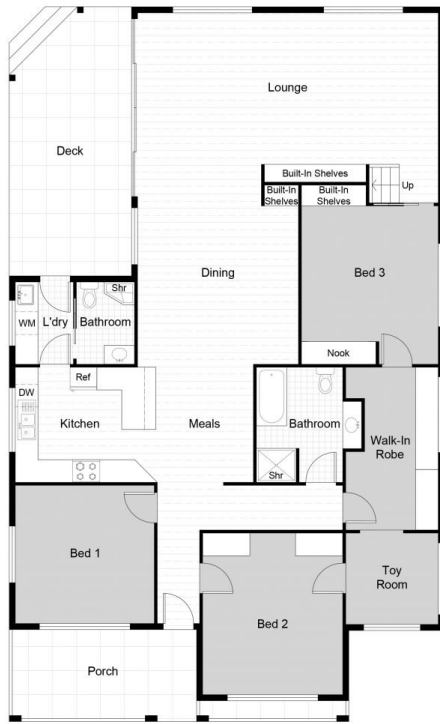 Lounge
Deck
Built-In Shelves
Built-In
Shelves
Built-In
Shelves
Up
Dining
Bed 3
Shr
WM
L'dry
Bathroom
Nook
Ref
DW
Kitchen
Meals
Bathroom
Walk-In
Robe
Shr
Bed 1
Toy
Room
Bed 2
Porch